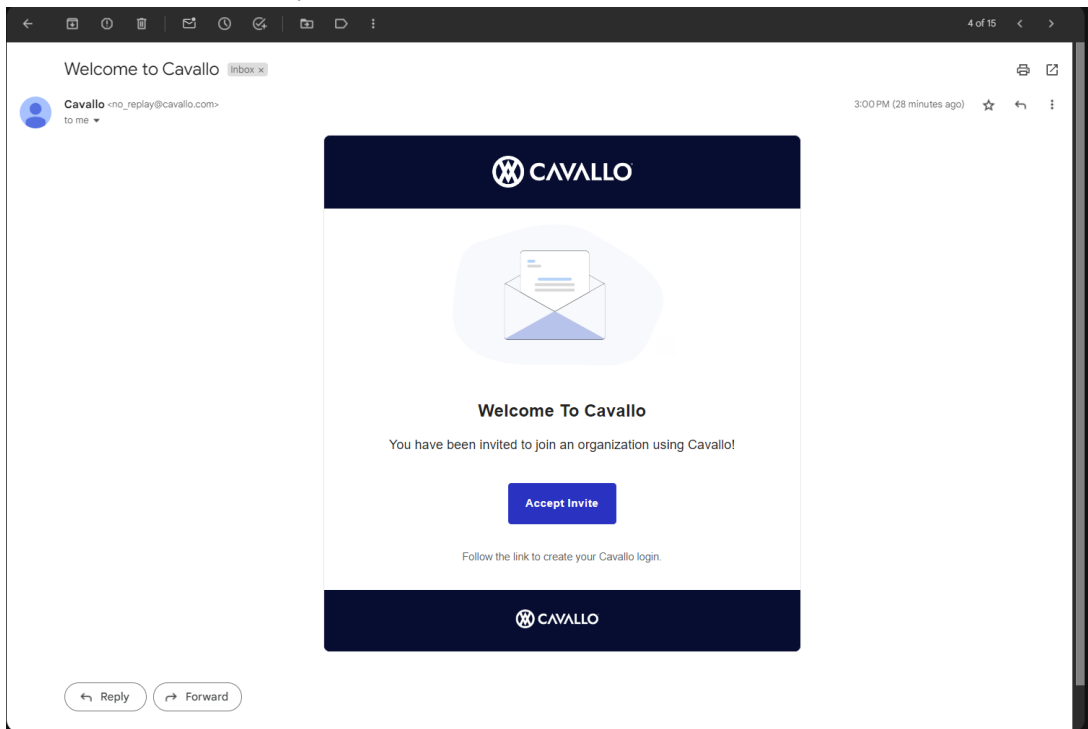 4 of 15
Welcome to Cavallo Inbox ×
Cavallo <no_replay@cavallo.com> 3:00 PM (28 minutes ago)
to me
CAVALLO
Welcome To Cavallo
You have been invited to join an organization using Cavallo!
Accept Invite
Follow the link to create your Cavallo login.
CAVALLO
Reply Forward